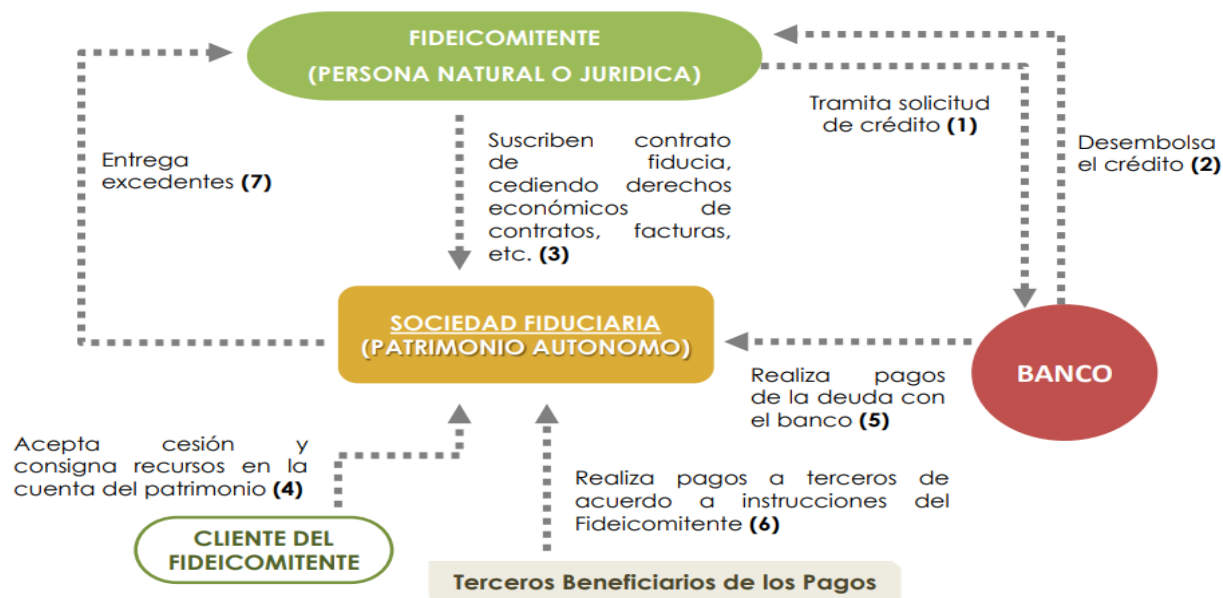 FIDEICOMITENTE
(PERSONA NATURAL O JURIDICA)
Tramita solicitud
de crédito (1)
Desembolsa
el crédito (2)
Suscriben contrato
de fiducia,
cediendo derechos
económicos de
contratos, facturas,
etc. (3)
Entrega
excedentes (7)
SOCIEDAD FIDUCIARIA
(PATRIMONIO AUTONOMO)
BANCO
Realiza pagos
de la deuda con
el banco (5)
Acepta cesión y
consigna recursos en la
cuenta del patrimonio (4)
Realiza pagos a terceros de
acuerdo a instrucciones del
Fideicomitente (6)
CLIENTE DEL
FIDEICOMITENTE
Terceros Beneficiarios de los Pagos